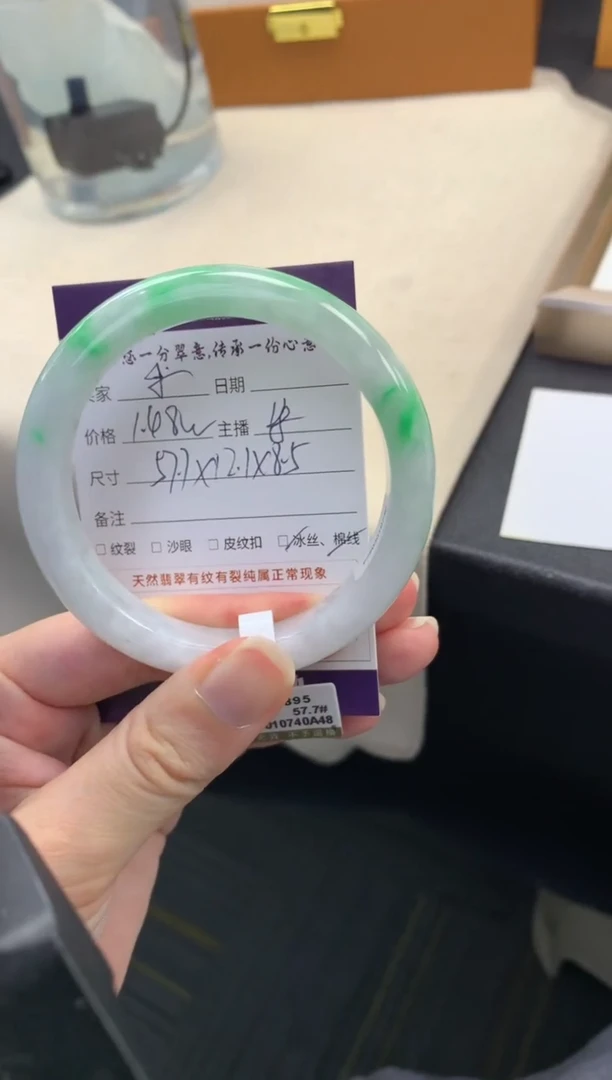 一分翠意,传承一份心意
家 日期
价格 1.48w 主播
尺寸 57.7X12.1X8.5
备注
□ 纹裂 □ 沙眼 □ 皮纹扣 □ 冰丝、棉线
天然翡翠有纹有裂纯属正常现象
895
57.7#
010740A48